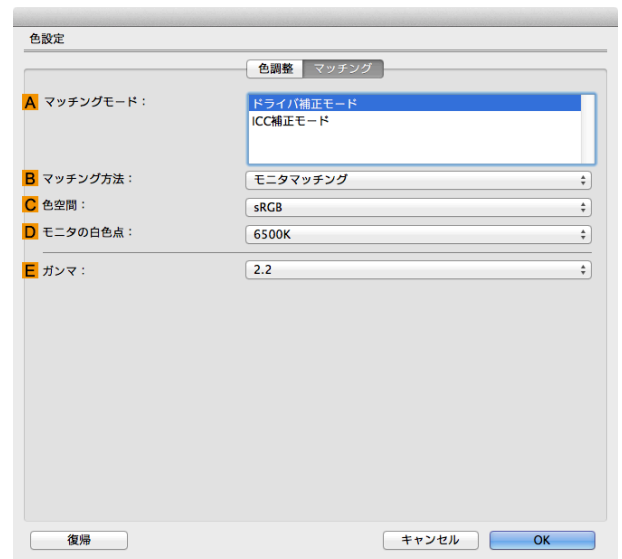 色設定
色調整 マッチング
A マッチングモード：
ドライバ補正モード
ICC補正モード
B マッチング方法： モニタマッチング
C 色空間： sRGB
D モニタの白色点： 6500K
E ガンマ： 2.2
復帰 キャンセル OK